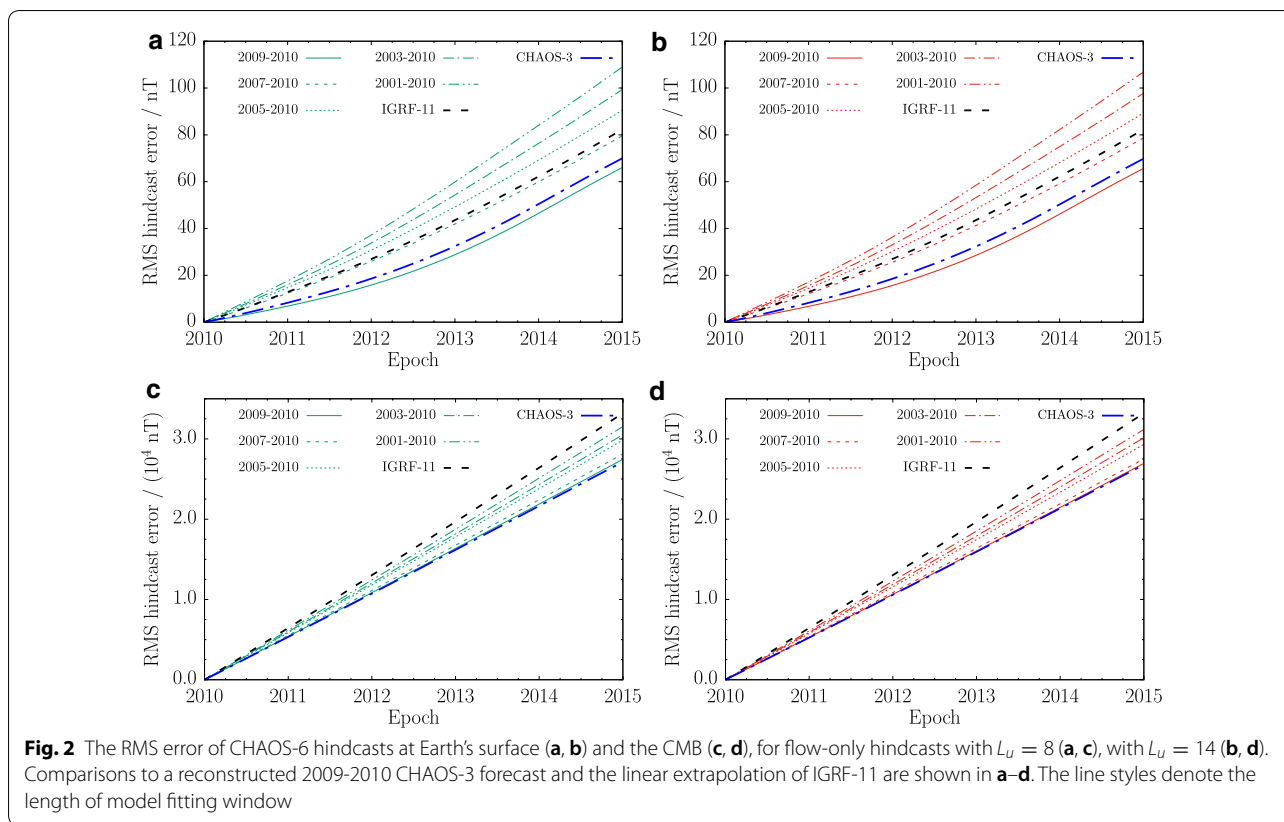 a
120
100
80
60
40
20
0
RMS hindcast error / nT
2009-2010
2007-2010
2005-2010
2003-2010
2001-2010
IGRF-11
CHAOS-3
2010 2011 2012 2013 2014 2015
Epoch
b
120
100
80
60
40
20
0
RMS hindcast error / nT
2009-2010
2007-2010
2005-2010
2003-2010
2001-2010
IGRF-11
CHAOS-3
2010 2011 2012 2013 2014 2015
Epoch
c
3.0
2.0
1.0
0.0
RMS hindcast error / (10⁴ nT)
2009-2010
2007-2010
2005-2010
2003-2010
2001-2010
IGRF-11
CHAOS-3
2010 2011 2012 2013 2014 2015
Epoch
d
3.0
2.0
1.0
0.0
RMS hindcast error / (10⁴ nT)
2009-2010
2007-2010
2005-2010
2003-2010
2001-2010
IGRF-11
CHAOS-3
2010 2011 2012 2013 2014 2015
Epoch
Fig. 2 The RMS error of CHAOS-6 hindcasts at Earth's surface (a, b) and the CMB (c, d), for flow-only hindcasts with L_u = 8 (a, c), with L_u = 14 (b, d).
Comparisons to a reconstructed 2009-2010 CHAOS-3 forecast and the linear extrapolation of IGRF-11 are shown in a–d. The line styles denote the
length of model fitting window